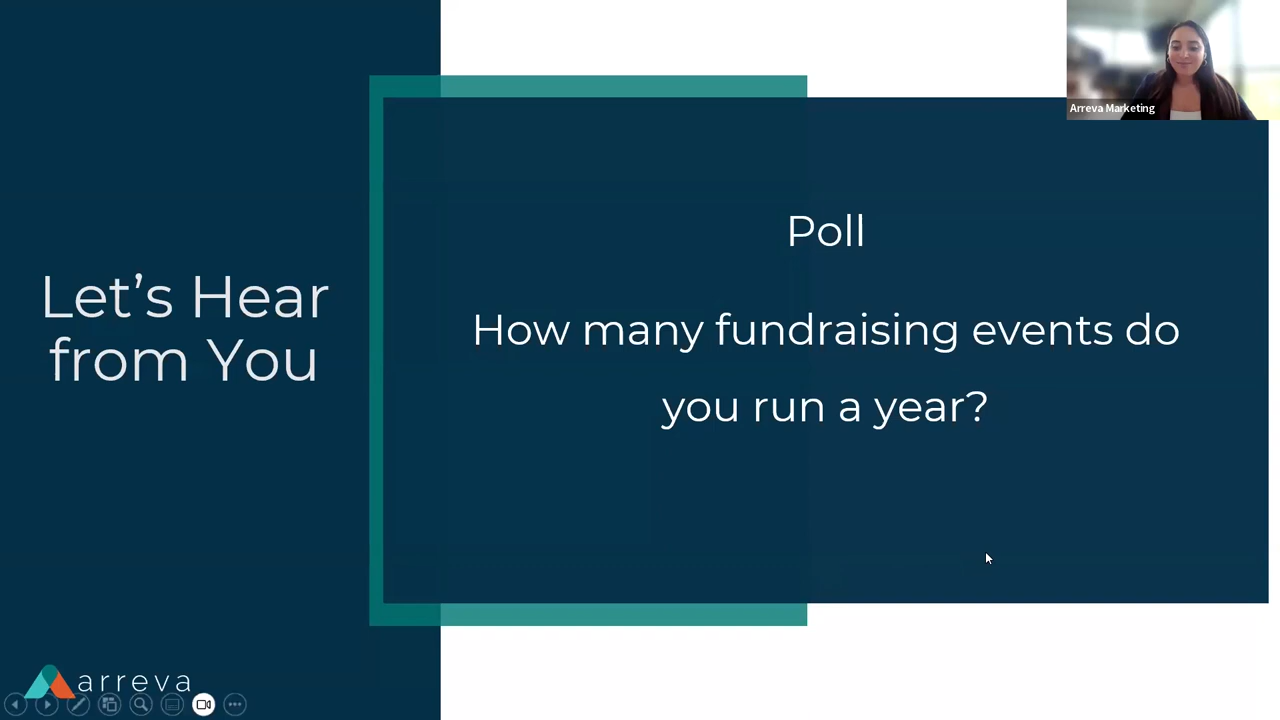 Arreva Marketing
Let's Hear
from You
Poll
How many fundraising events do
you run a year?
arreva